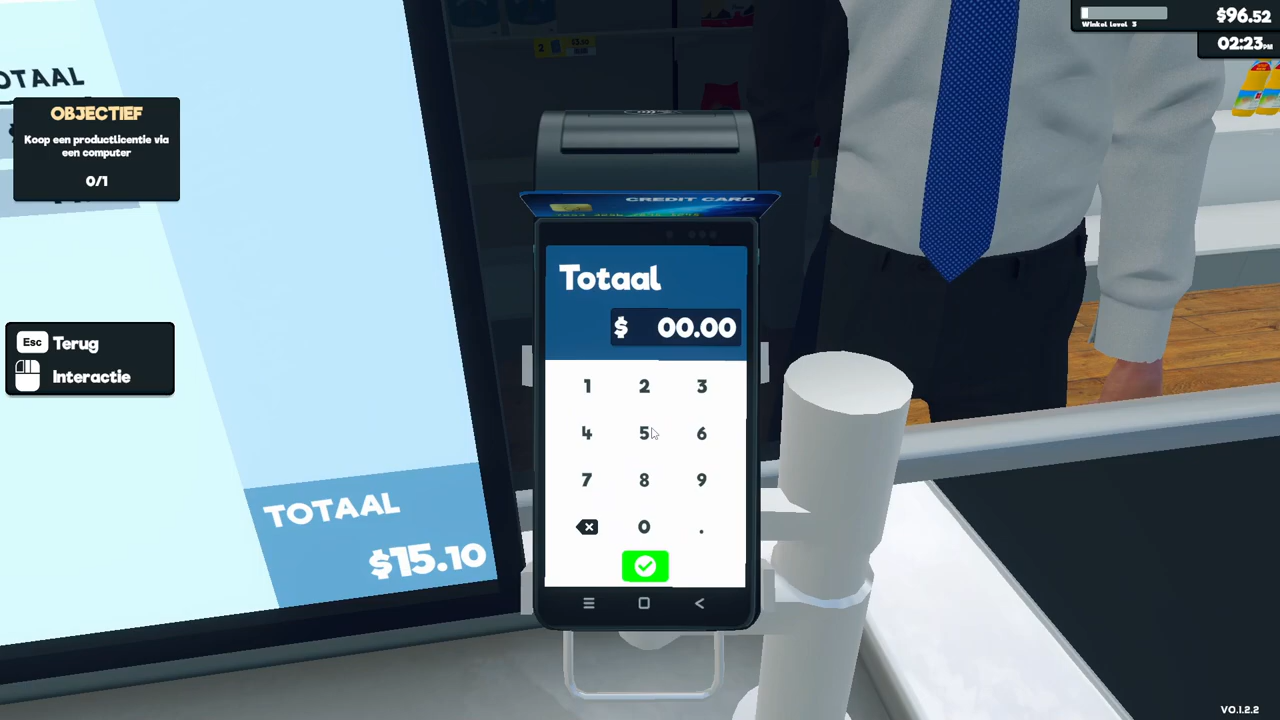 OTAAL
OBJECTIEF
Koop een productlicentie via
een computer
0/1
Esc Terug
Interactie
TOTAAL
$15.10
CREDIT CARD
Totaal
$ 00.00
1 2 3
4 5 6
7 8 9
0 .
Winkel level 3
$96.52
02:23PM
V0.1.2.2